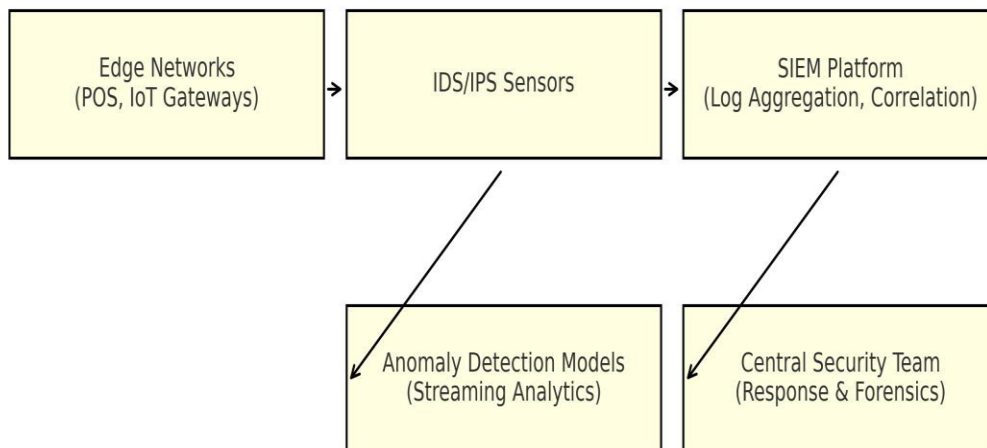 Edge Networks
(POS, IoT Gateways)
IDS/IPS Sensors
SIEM Platform
(Log Aggregation, Correlation)
Anomaly Detection Models
(Streaming Analytics)
Central Security Team
(Response & Forensics)